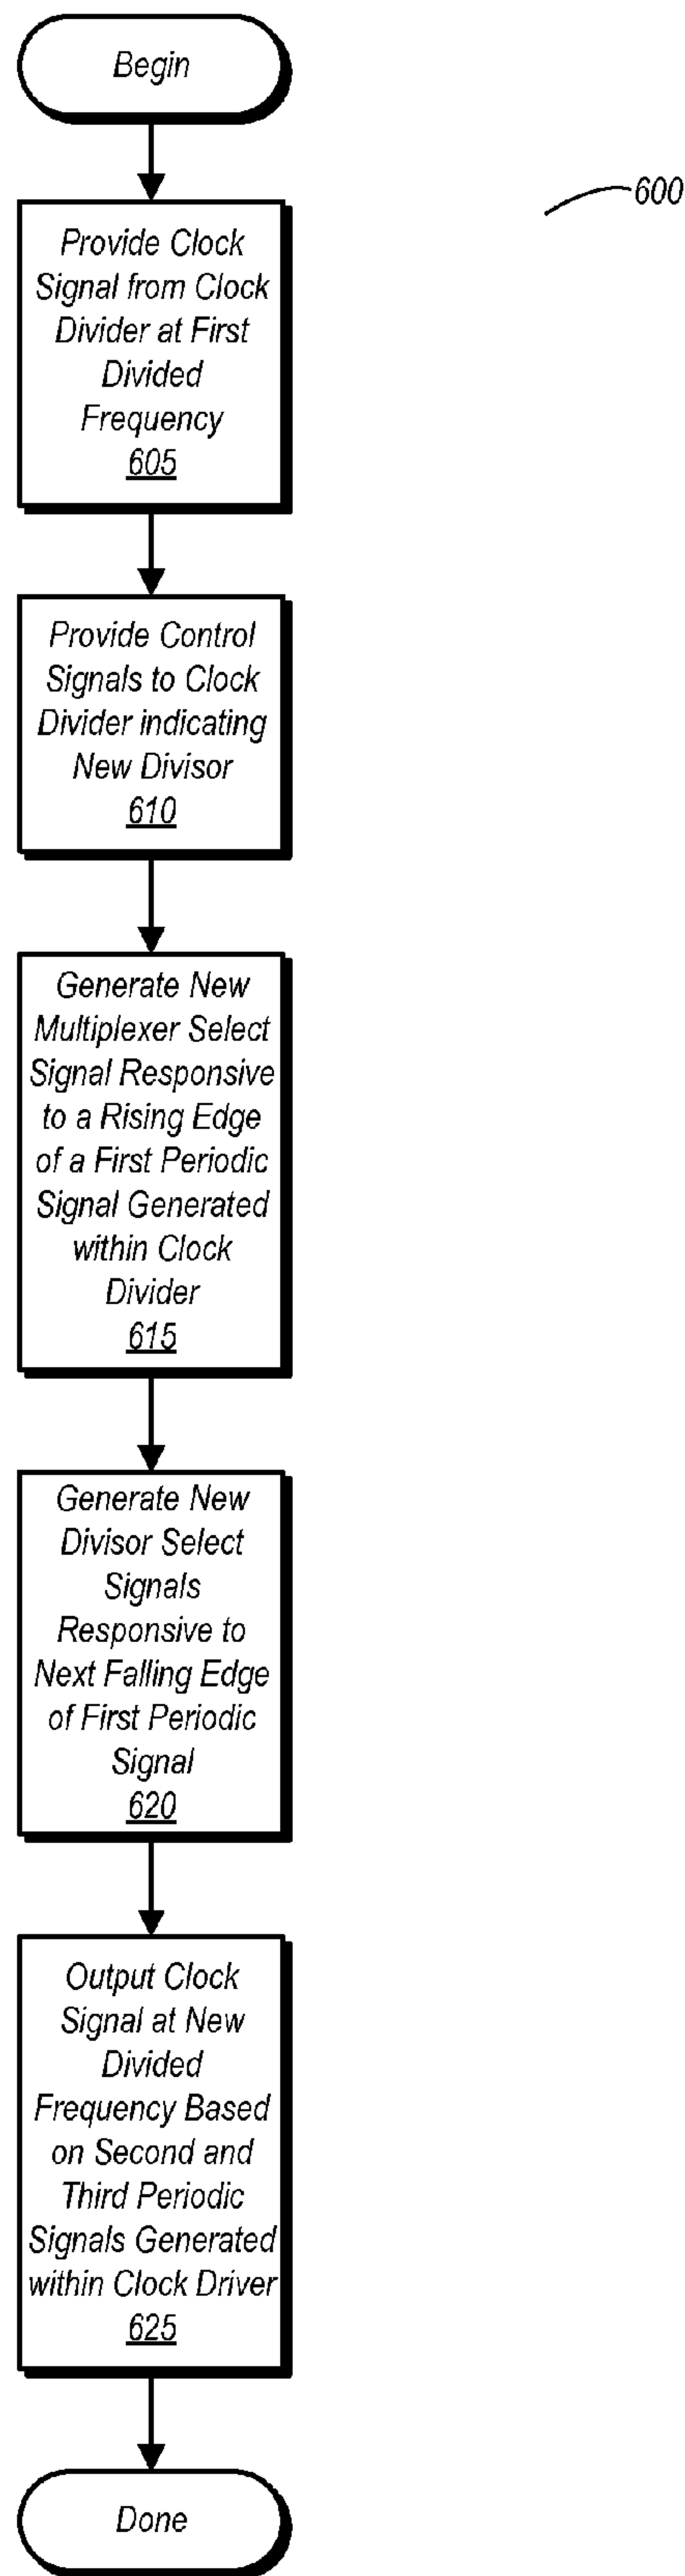 Begin
600
Provide Clock
Signal from Clock
Divider at First
Divided
Frequency
605
Provide Control
Signals to Clock
Divider indicating
New Divisor
610
Generate New
Multiplexer Select
Signal Responsive
to a Rising Edge
of a First Periodic
Signal Generated
within Clock
Divider
615
Generate New
Divisor Select
Signals
Responsive to
Next Falling Edge
of First Periodic
Signal
620
Output Clock
Signal at New
Divided
Frequency Based
on Second and
Third Periodic
Signals Generated
within Clock Driver
625
Done